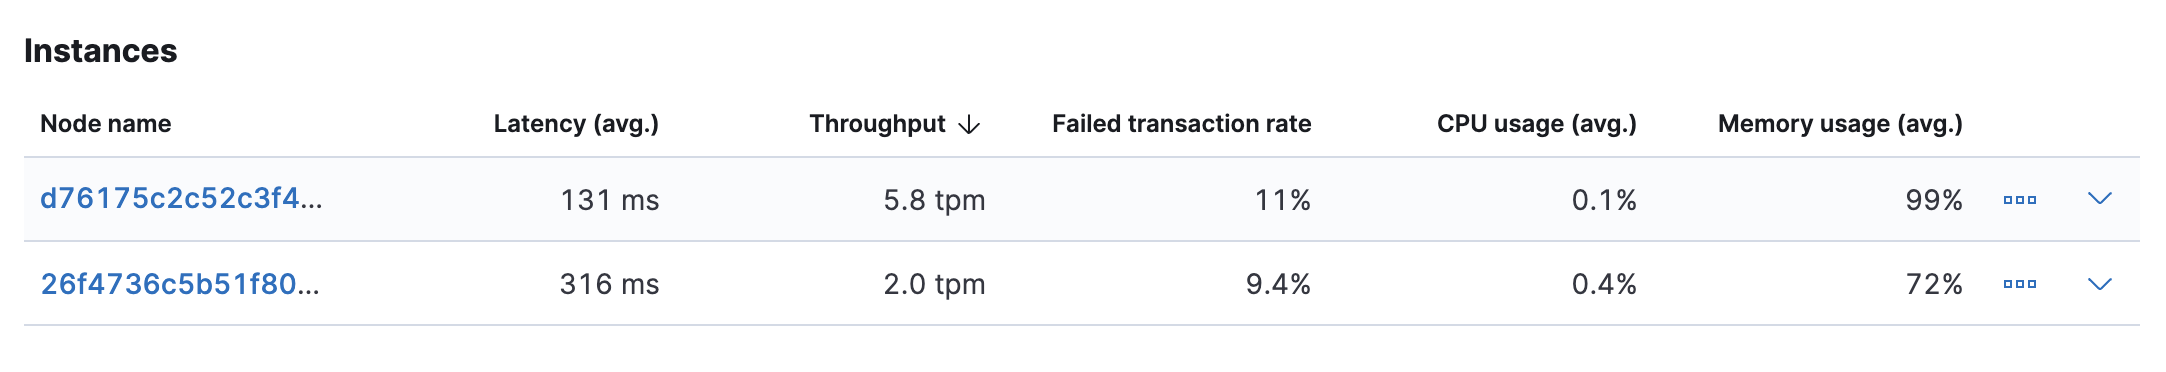 Instances
Node name Latency (avg.) Throughput ↓ Failed transaction rate CPU usage (avg.) Memory usage (avg.)
d76175c2c52c3f4... 131 ms 5.8 tpm 11% 0.1% 99%
26f4736c5b51f80... 316 ms 2.0 tpm 9.4% 0.4% 72%